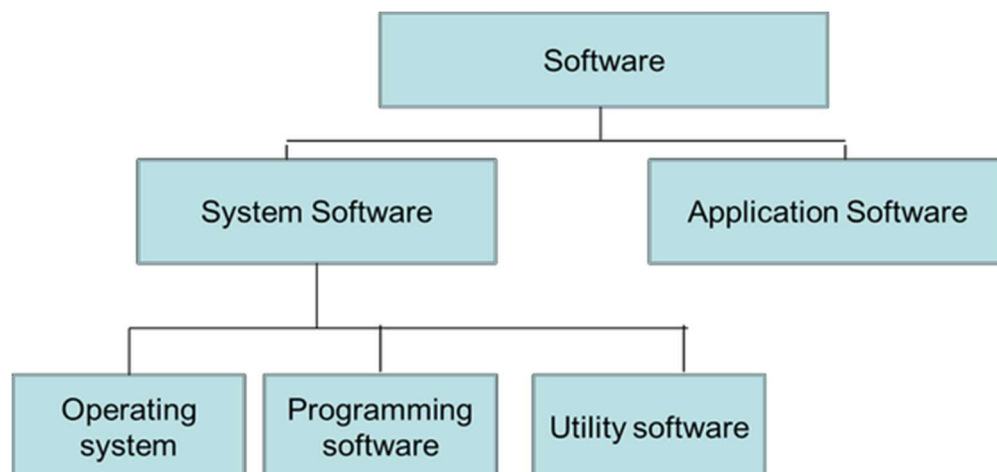 Software
System Software
Application Software
Operating
system
Programming
software
Utility software